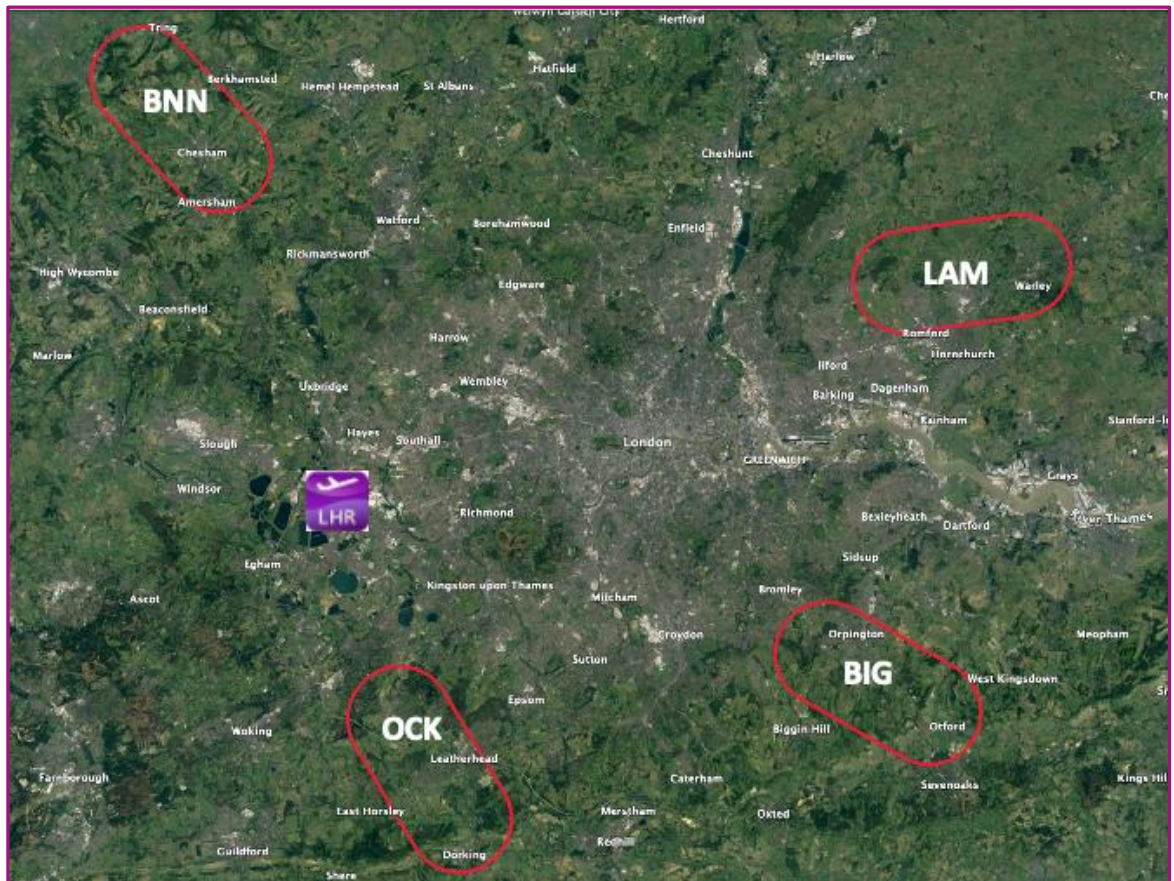 Welwyn Garden City
Hertford
Tring
Harlow
Hatfield
Berkhamsted
Hemel Hempstead
St Albans
BNN
Chesham
Cheshunt
Amersham
Watford
Borehamwood
Enfield
Rickmansworth
High Wycombe
LAM
Edgware
Warley
Beaconsfield
Harrow
Romford
Marlow
Hornchurch
Ilford
Uxbridge
Wembley
Dagenham
Barking
Rainham
Hayes
Southall
London
Slough
GREENWICH
Grays
Windsor
LHR
Richmond
Bexleyheath
Dartford
River Thames
Sidcup
Egham
Kingston upon Thames
Bromley
Ascot
Mitcham
Croydon
Orpington
Meopham
Sutton
BIG
West Kingsdown
Epsom
OCK
Woking
Biggin Hill
Otford
Leatherhead
Farnborough
Caterham
Sevenoaks
Kings Hil
East Horsley
Merstham
Oxted
Redhill
Guildford
Dorking
Shere